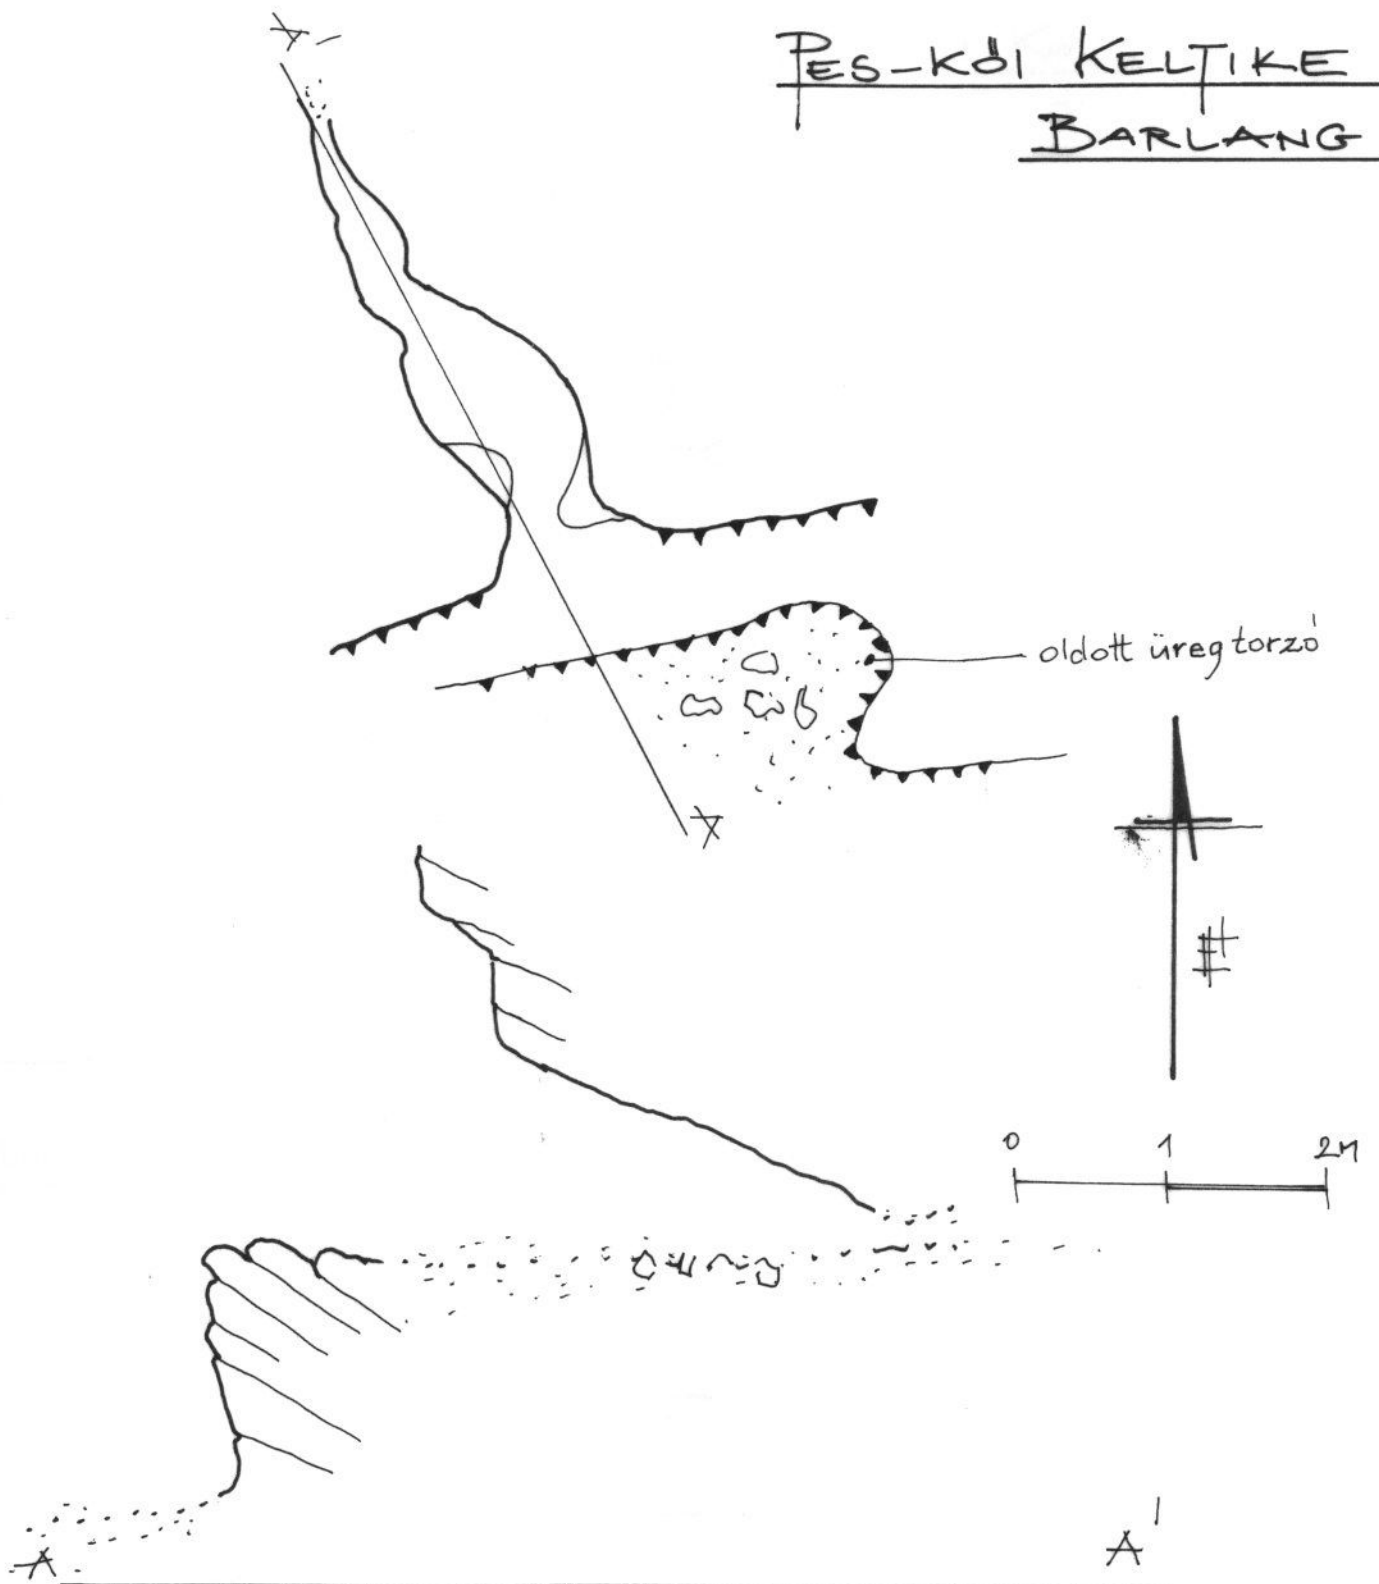 PES-KŐI KELTIKE
BARLANG
A'
oldott üreg torzó
A
É
0 1 2M
A A'